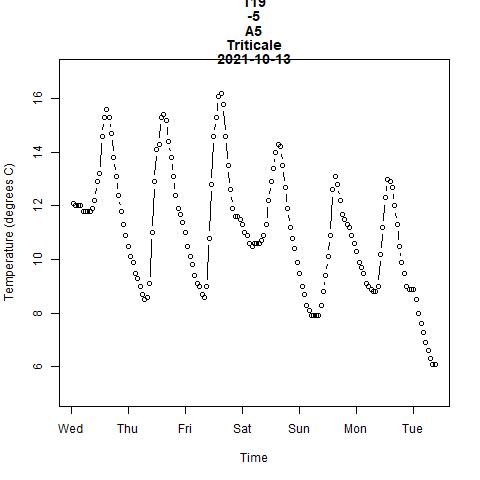 T19
-5
A5
Triticale
2021-10-13
Temperature (degrees C)
16
14
12
10
8
6
Wed Thu Fri Sat Sun Mon Tue
Time